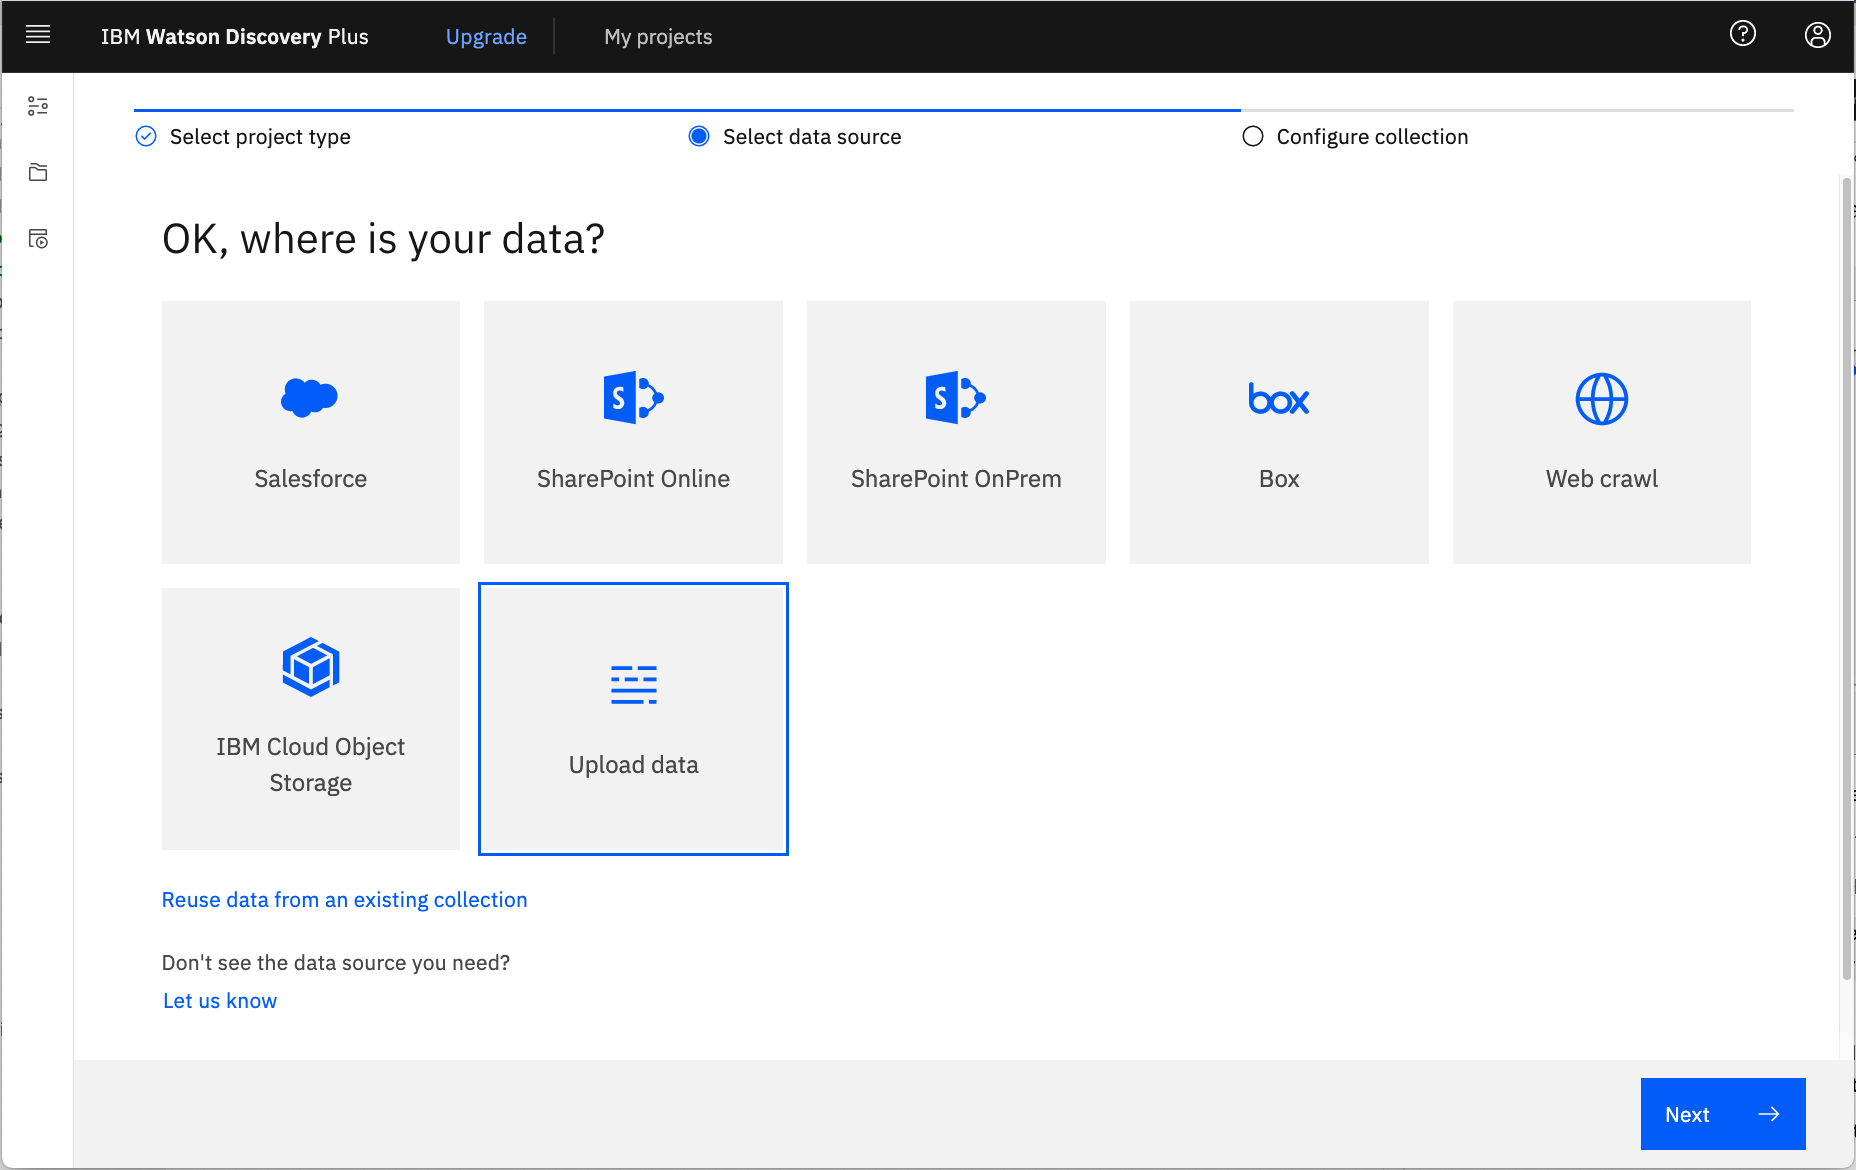 IBM Watson Discovery Plus
Upgrade
My projects
Select project type
Select data source
Configure collection
OK, where is your data?
Salesforce
SharePoint Online
SharePoint OnPrem
box
Box
Web crawl
IBM Cloud Object
Storage
Upload data
Reuse data from an existing collection
Don't see the data source you need?
Let us know
Next